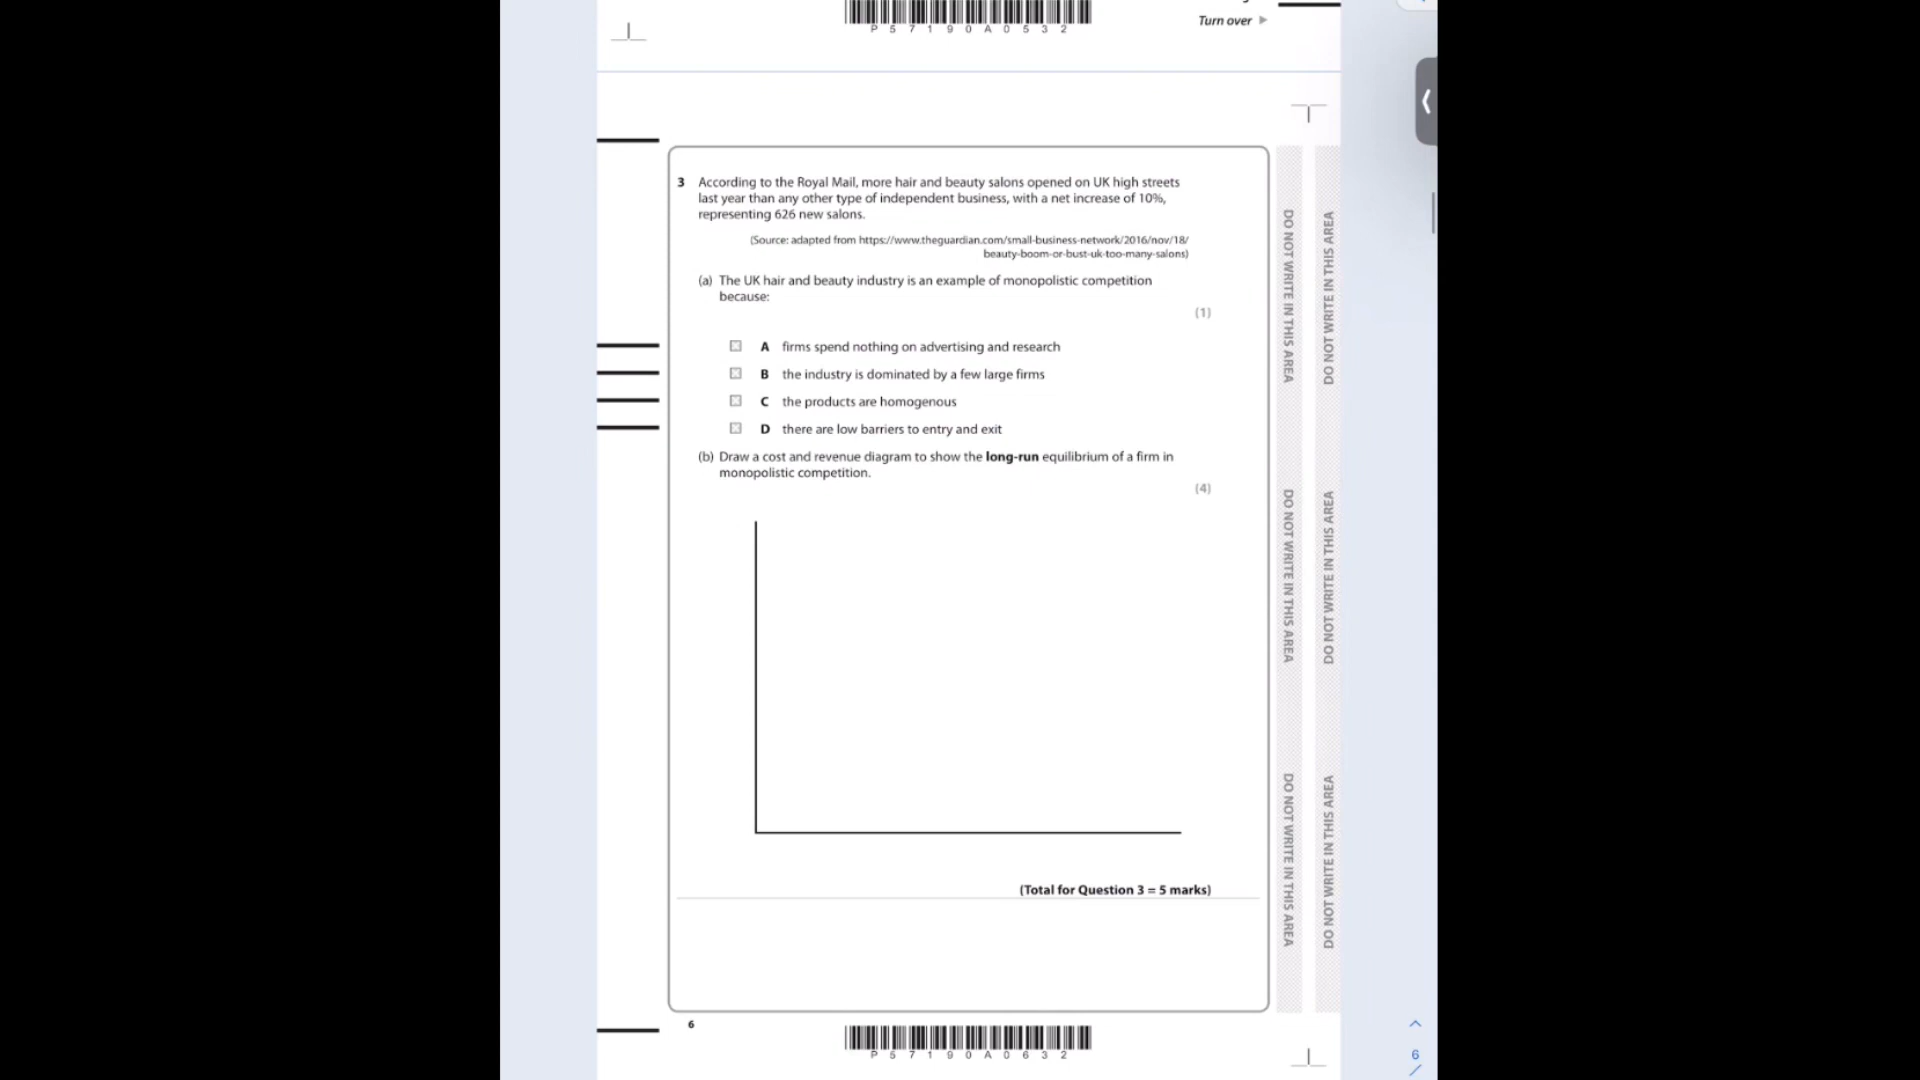 P 5 7 1 9 0 A 0 5 3 2
Turn over
3 According to the Royal Mail, more hair and beauty salons opened on UK high streets
last year than any other type of independent business, with a net increase of 10%,
representing 626 new salons.
(Source: adapted from https://www.theguardian.com/small-business-network/2016/nov/18/
beauty-boom-or-bust-uk-too-many-salons)
(a) The UK hair and beauty industry is an example of monopolistic competition
because:
(1)
A firms spend nothing on advertising and research
B the industry is dominated by a few large firms
C the products are homogenous
D there are low barriers to entry and exit
(b) Draw a cost and revenue diagram to show the long-run equilibrium of a firm in
monopolistic competition.
(4)
(Total for Question 3 = 5 marks)
6
P 5 7 1 9 0 A 0 6 3 2
DO NOT WRITE IN THIS AREA
DO NOT WRITE IN THIS AREA
DO NOT WRITE IN THIS AREA
DO NOT WRITE IN THIS AREA
DO NOT WRITE IN THIS AREA
DO NOT WRITE IN THIS AREA
6
/